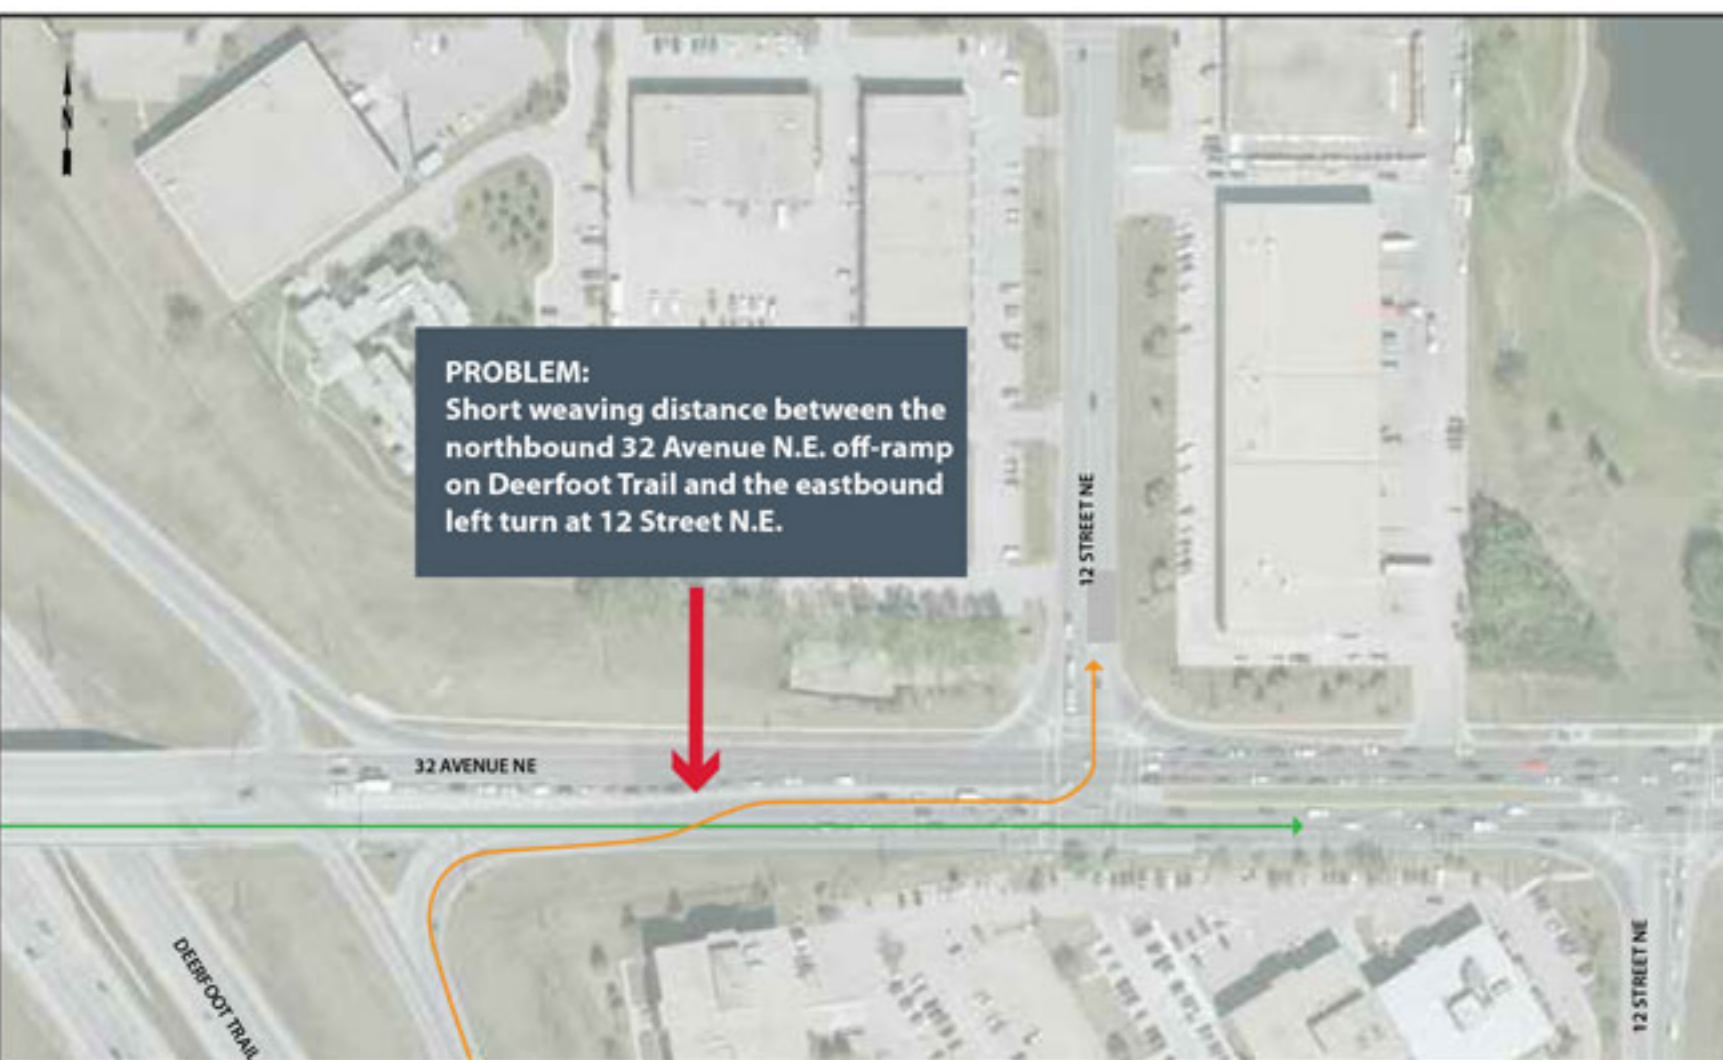 N
PROBLEM:
Short weaving distance between the
northbound 32 Avenue N.E. off-ramp
on Deerfoot Trail and the eastbound
left turn at 12 Street N.E.
12 STREET NE
32 AVENUE NE
DEERFOOT TRAIL
12 STREET NE